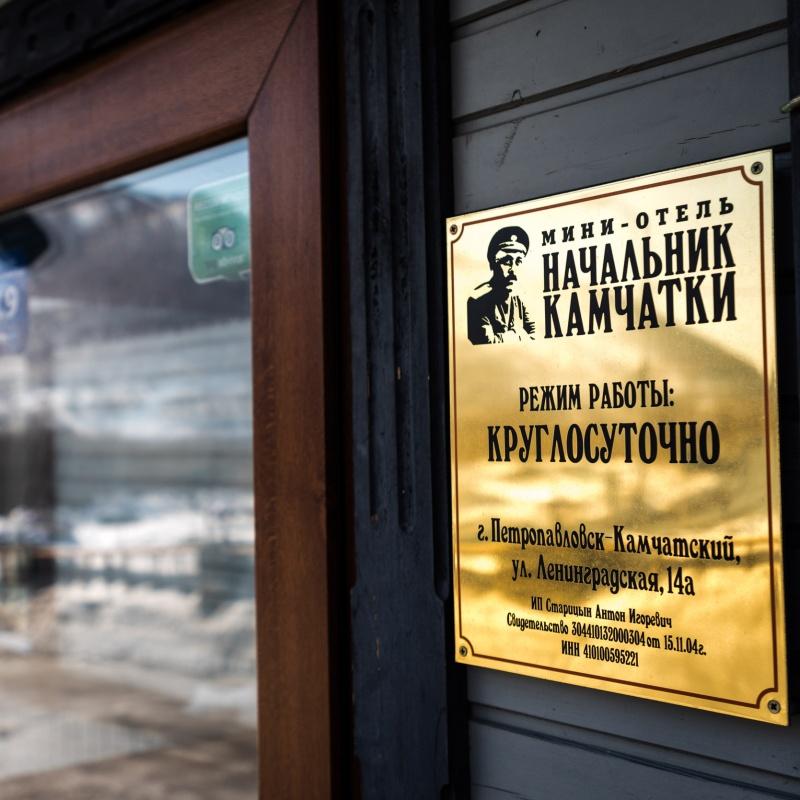 МИНИ-ОТЕЛЬ
НАЧАЛЬНИК
КАМЧАТКИ
РЕЖИМ РАБОТЫ:
КРУГЛОСУТОЧНО
г. Петропавловск-Камчатский,
ул. Ленинградская, 14а
ИП Старицын Антон Игоревич
Свидетельство 304410132000304 от 15.11.04г.
ИНН 410100595221
9